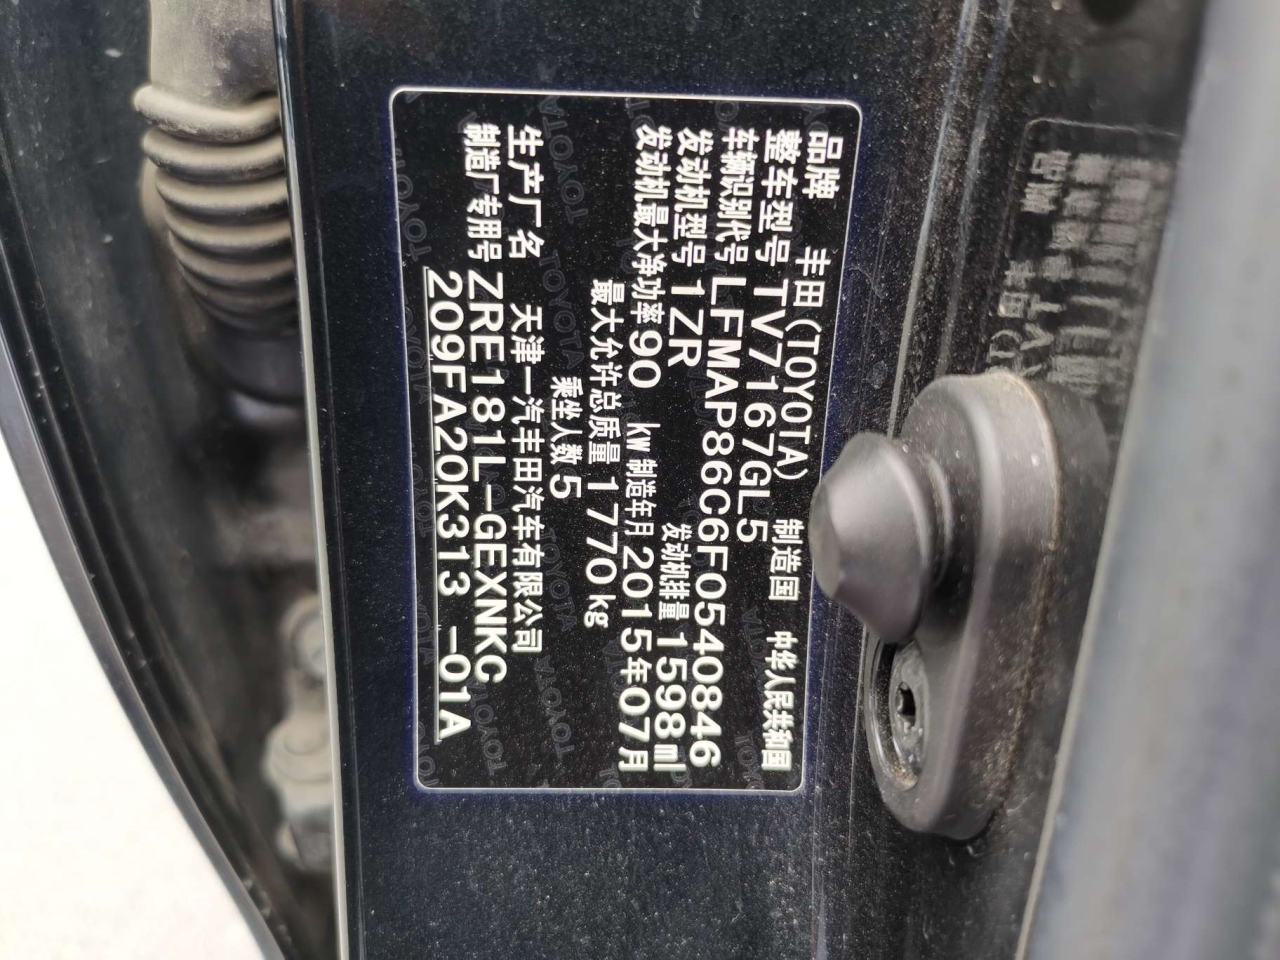 品牌 丰田(TOYOTA) 制造国 中华人民共和国
整车型号 TV7167GL5
车辆识别代号 LFMAP86C6F0540846
发动机型号 1ZR 发动机排量 1598ml
发动机最大净功率 90 kW 制造年月 2015年07月
最大允许总质量 1770kg
乘坐人数 5
生产厂名 天津一汽丰田汽车有限公司
制造厂专用号 ZRE181L-GEXNKC
209FA20K313 -01A